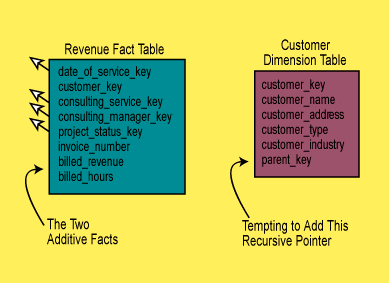 Revenue Fact Table
date_of_service_key
customer_key
consulting_service_key
consulting_manager_key
project_status_key
invoice_number
billed_revenue
billed_hours
The Two
Additive Facts
Customer
Dimension Table
customer_key
customer_name
customer_address
customer_type
customer_industry
parent_key
Tempting to Add This
Recursive Pointer